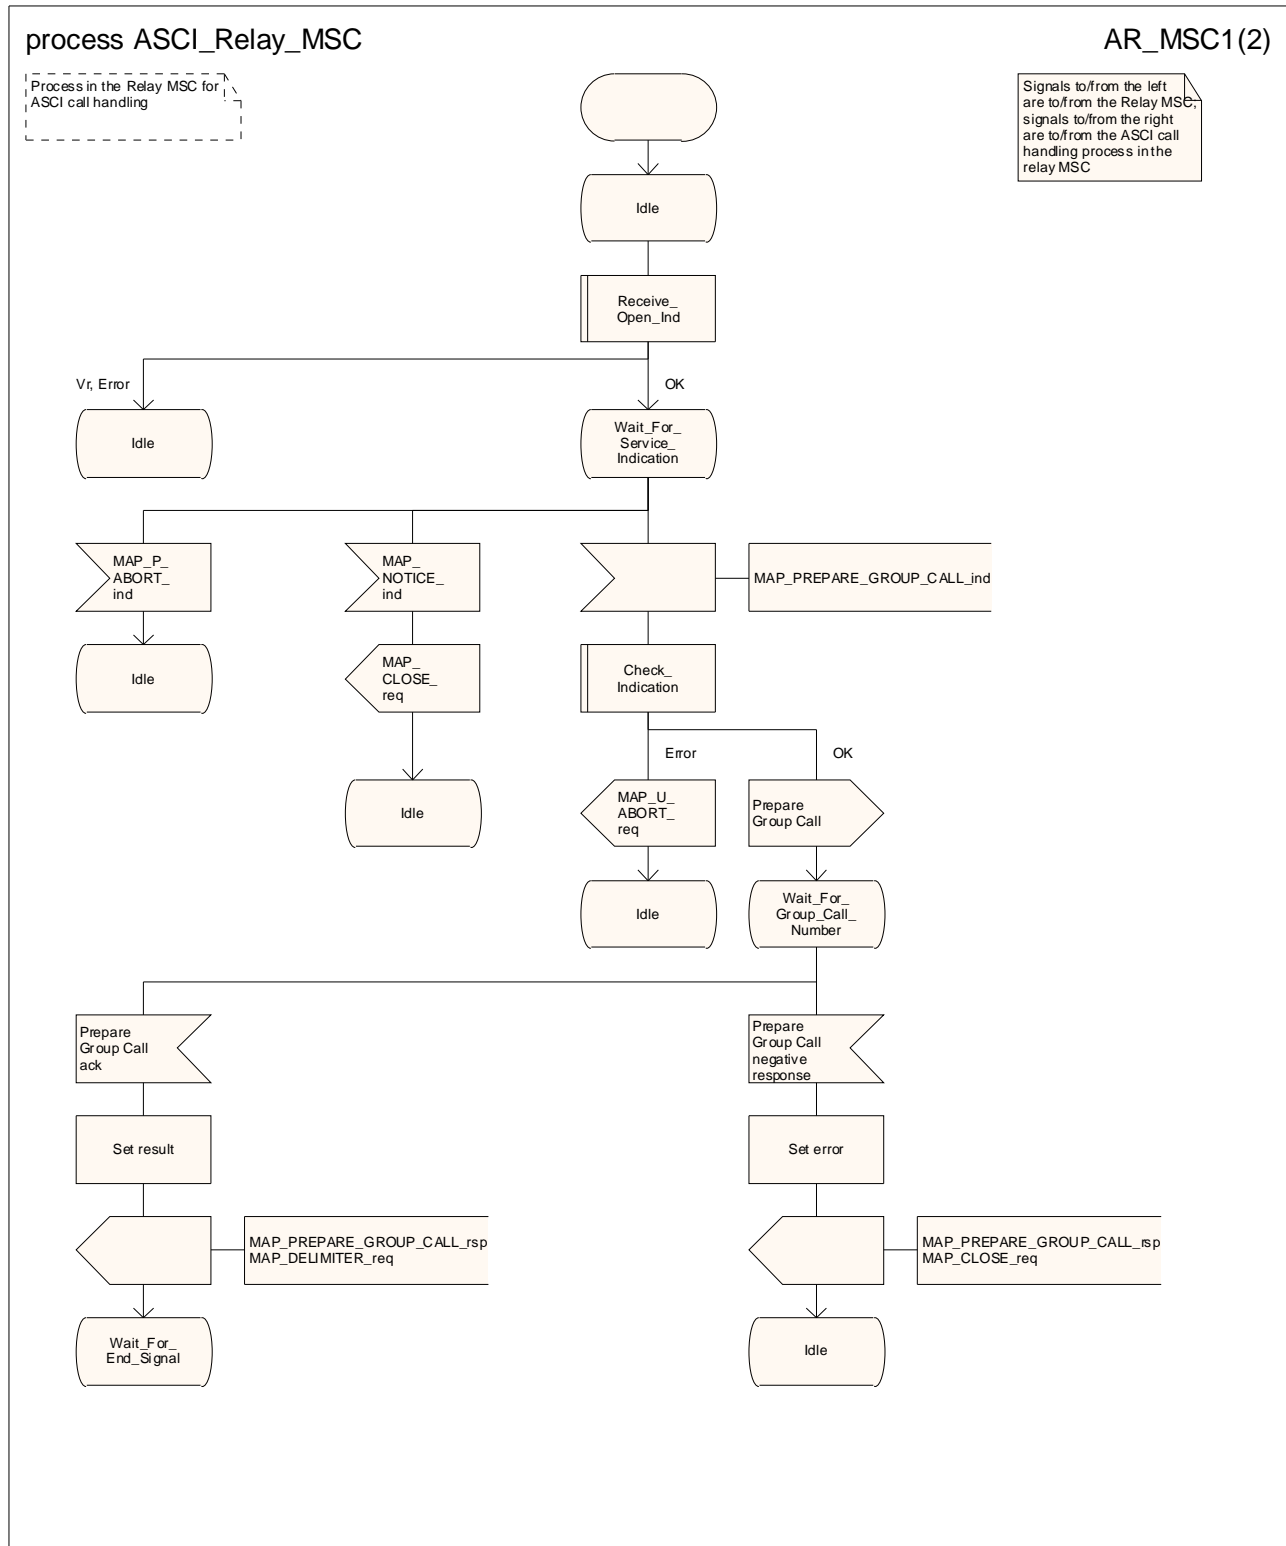 process ASCI_Relay_MSC
AR_MSC1(2)
Process in the Relay MSC for
ASCI call handling
Signals to/from the left
are to/from the Relay MSC;
signals to/from the right
are to/from the ASCI call
handling process in the
relay MSC
Idle
Receive_
Open_Ind
Vr, Error
OK
Idle
Wait_For_
Service_
Indication
MAP_P_
ABORT_
ind
MAP_
NOTICE_
ind
MAP_PREPARE_GROUP_CALL_ind
Idle
MAP_
CLOSE_
req
Check_
Indication
Error
OK
Idle
MAP_U_
ABORT_
req
Prepare
Group Call
Idle
Wait_For_
Group_Call_
Number
Prepare
Group Call
ack
Prepare
Group Call
negative
response
Set result
Set error
MAP_PREPARE_GROUP_CALL_rsp
MAP_DELIMITER_req
MAP_PREPARE_GROUP_CALL_rsp
MAP_CLOSE_req
Wait_For_
End_Signal
Idle